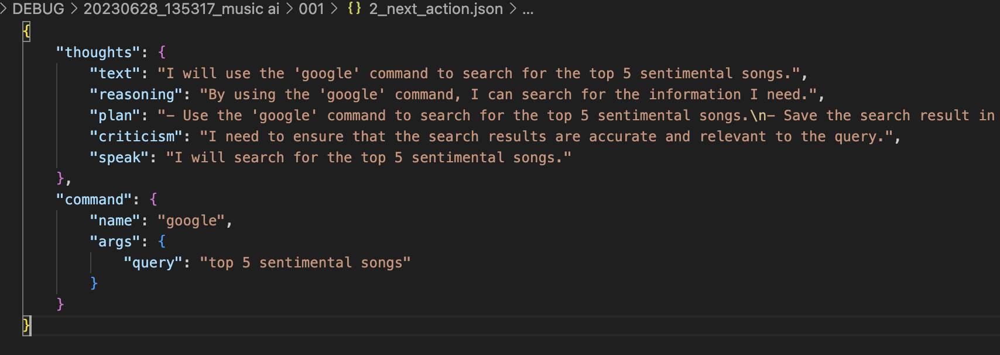 > DEBUG > 20230628_135317_music ai > 001 > {} 2_next_action.json > ...
{
"thoughts": {
"text": "I will use the 'google' command to search for the top 5 sentimental songs.",
"reasoning": "By using the 'google' command, I can search for the information I need.",
"plan": "- Use the 'google' command to search for the top 5 sentimental songs.\n- Save the search result in
"criticism": "I need to ensure that the search results are accurate and relevant to the query.",
"speak": "I will search for the top 5 sentimental songs."
},
"command": {
"name": "google",
"args": {
"query": "top 5 sentimental songs"
}
}
}